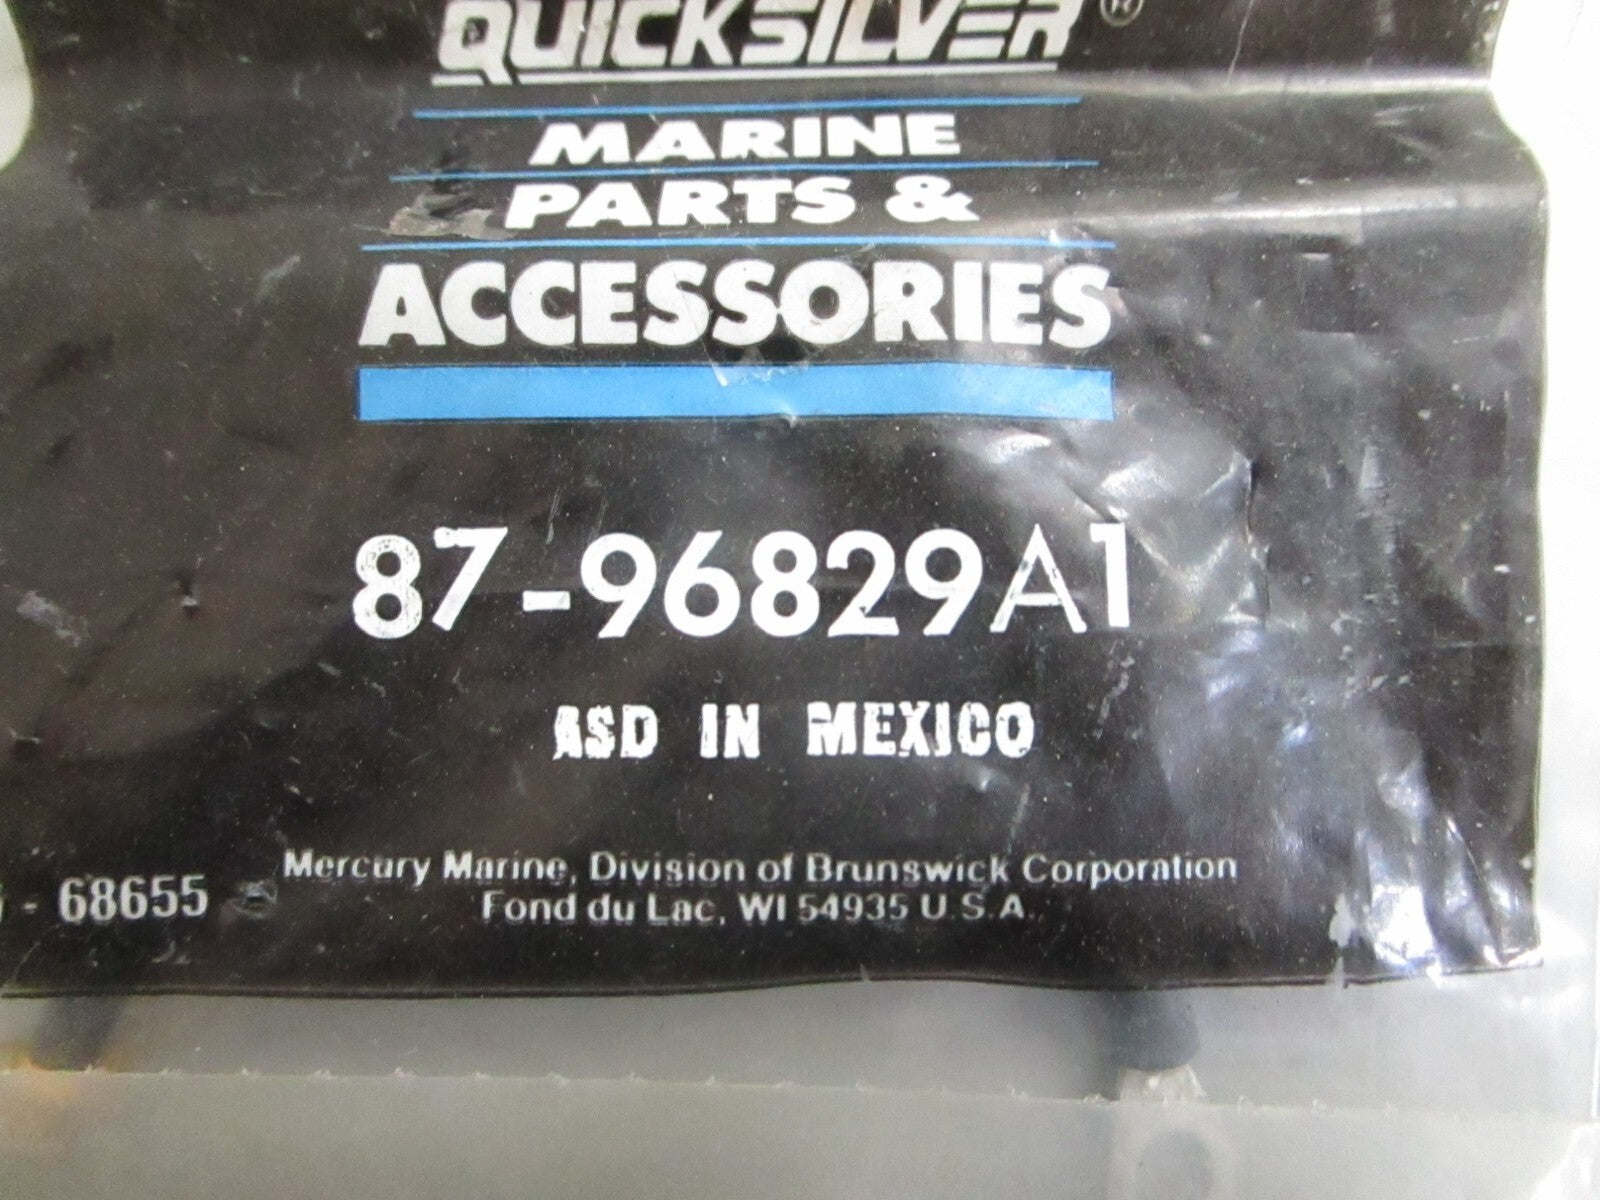 QUICKSILVER®
MARINE
PARTS &
ACCESSORIES
87-96829A1
ASD IN MEXICO
Mercury Marine, Division of Brunswick Corporation
- 68655
Fond du Lac, WI 54935 U.S.A.